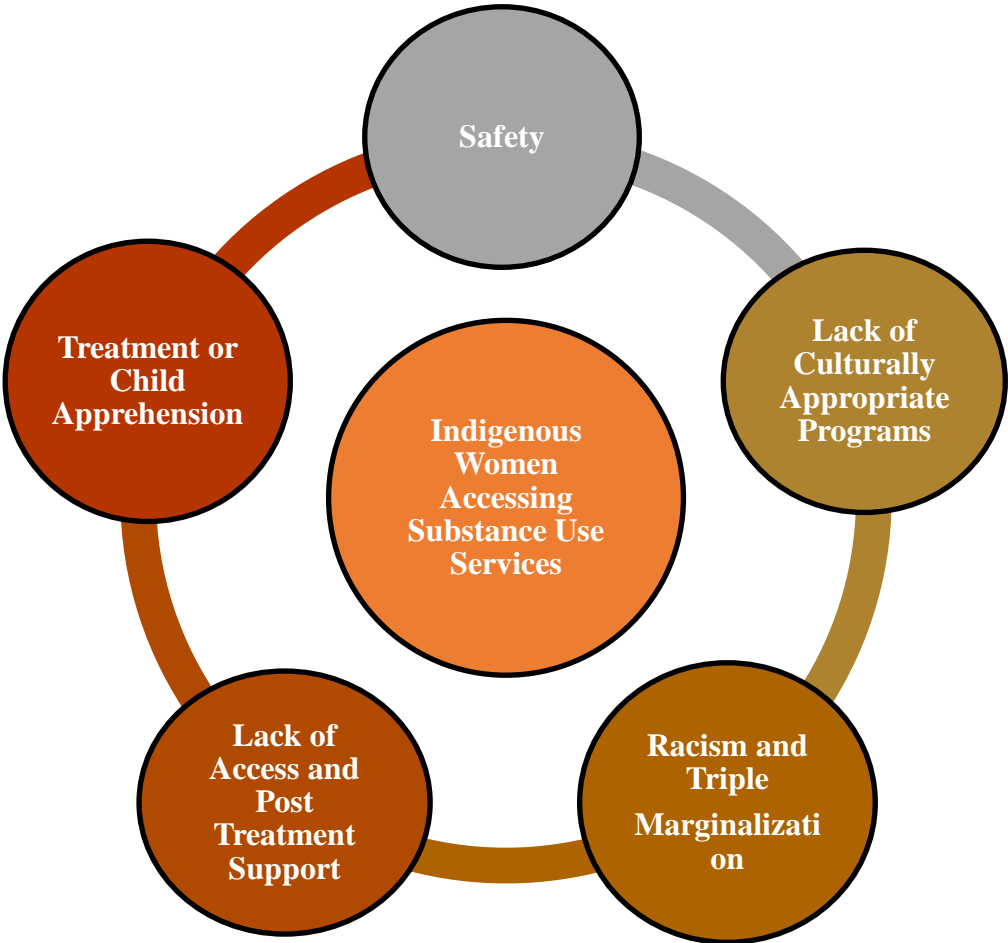 Safety
Lack of
Culturally
Appropriate
Programs
Racism and
Triple
Marginalizati
on
Lack of
Access and
Post
Treatment
Support
Treatment or
Child
Apprehension
Indigenous
Women
Accessing
Substance Use
Services